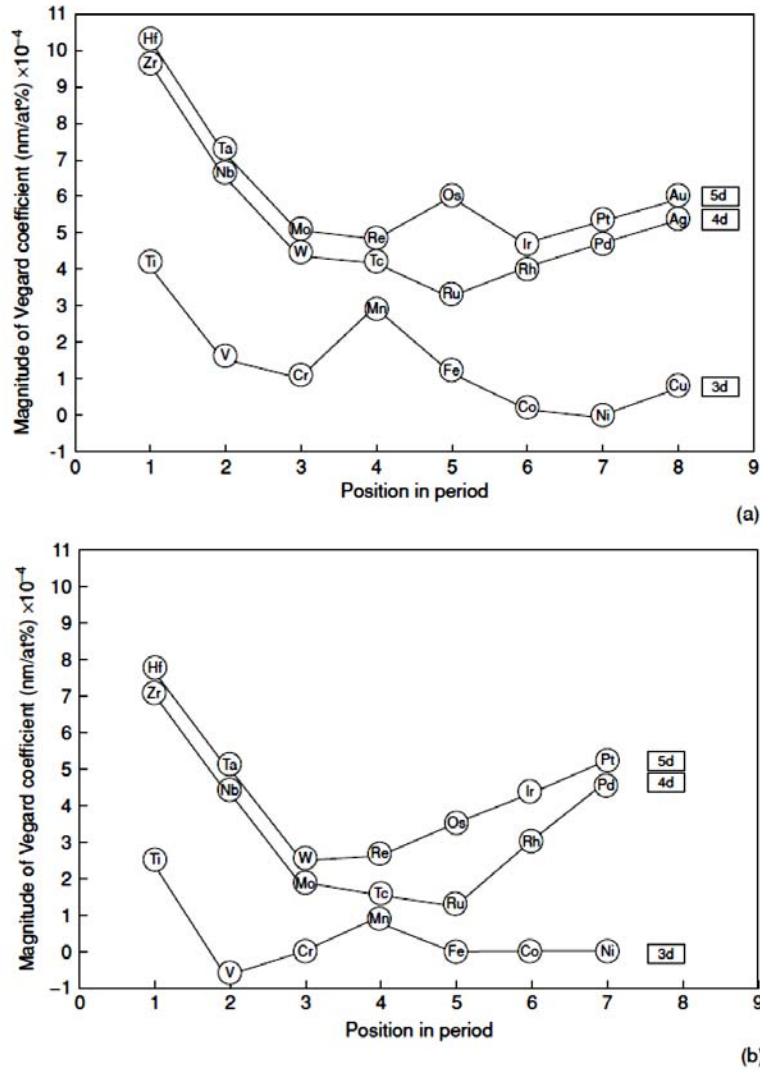 11
10
9
8
7
6
5
4
3
2
1
0
-1
Magnitude of Vegard coefficient (nm/at%) ×10⁻⁴
Hf
Zr
Ta
Nb
Mo
W
Re
Tc
Os
Ru
Ir
Rh
Pt
Pd
Au
Ag
5d
4d
Ti
V
Cr
Mn
Fe
Co
Ni
Cu
3d
0 1 2 3 4 5 6 7 8 9
Position in period
(a)
11
10
9
8
7
6
5
4
3
2
1
0
−1
Magnitude of Vegard coefficient (nm/at%) ×10⁻⁴
Hf
Zr
Ta
Nb
W
Mo
Re
Tc
Os
Ru
Ir
Rh
Pt
Pd
5d
4d
Ti
V
Cr
Mn
Fe
Co
Ni
3d
0 1 2 3 4 5 6 7 8 9
Position in period
(b)